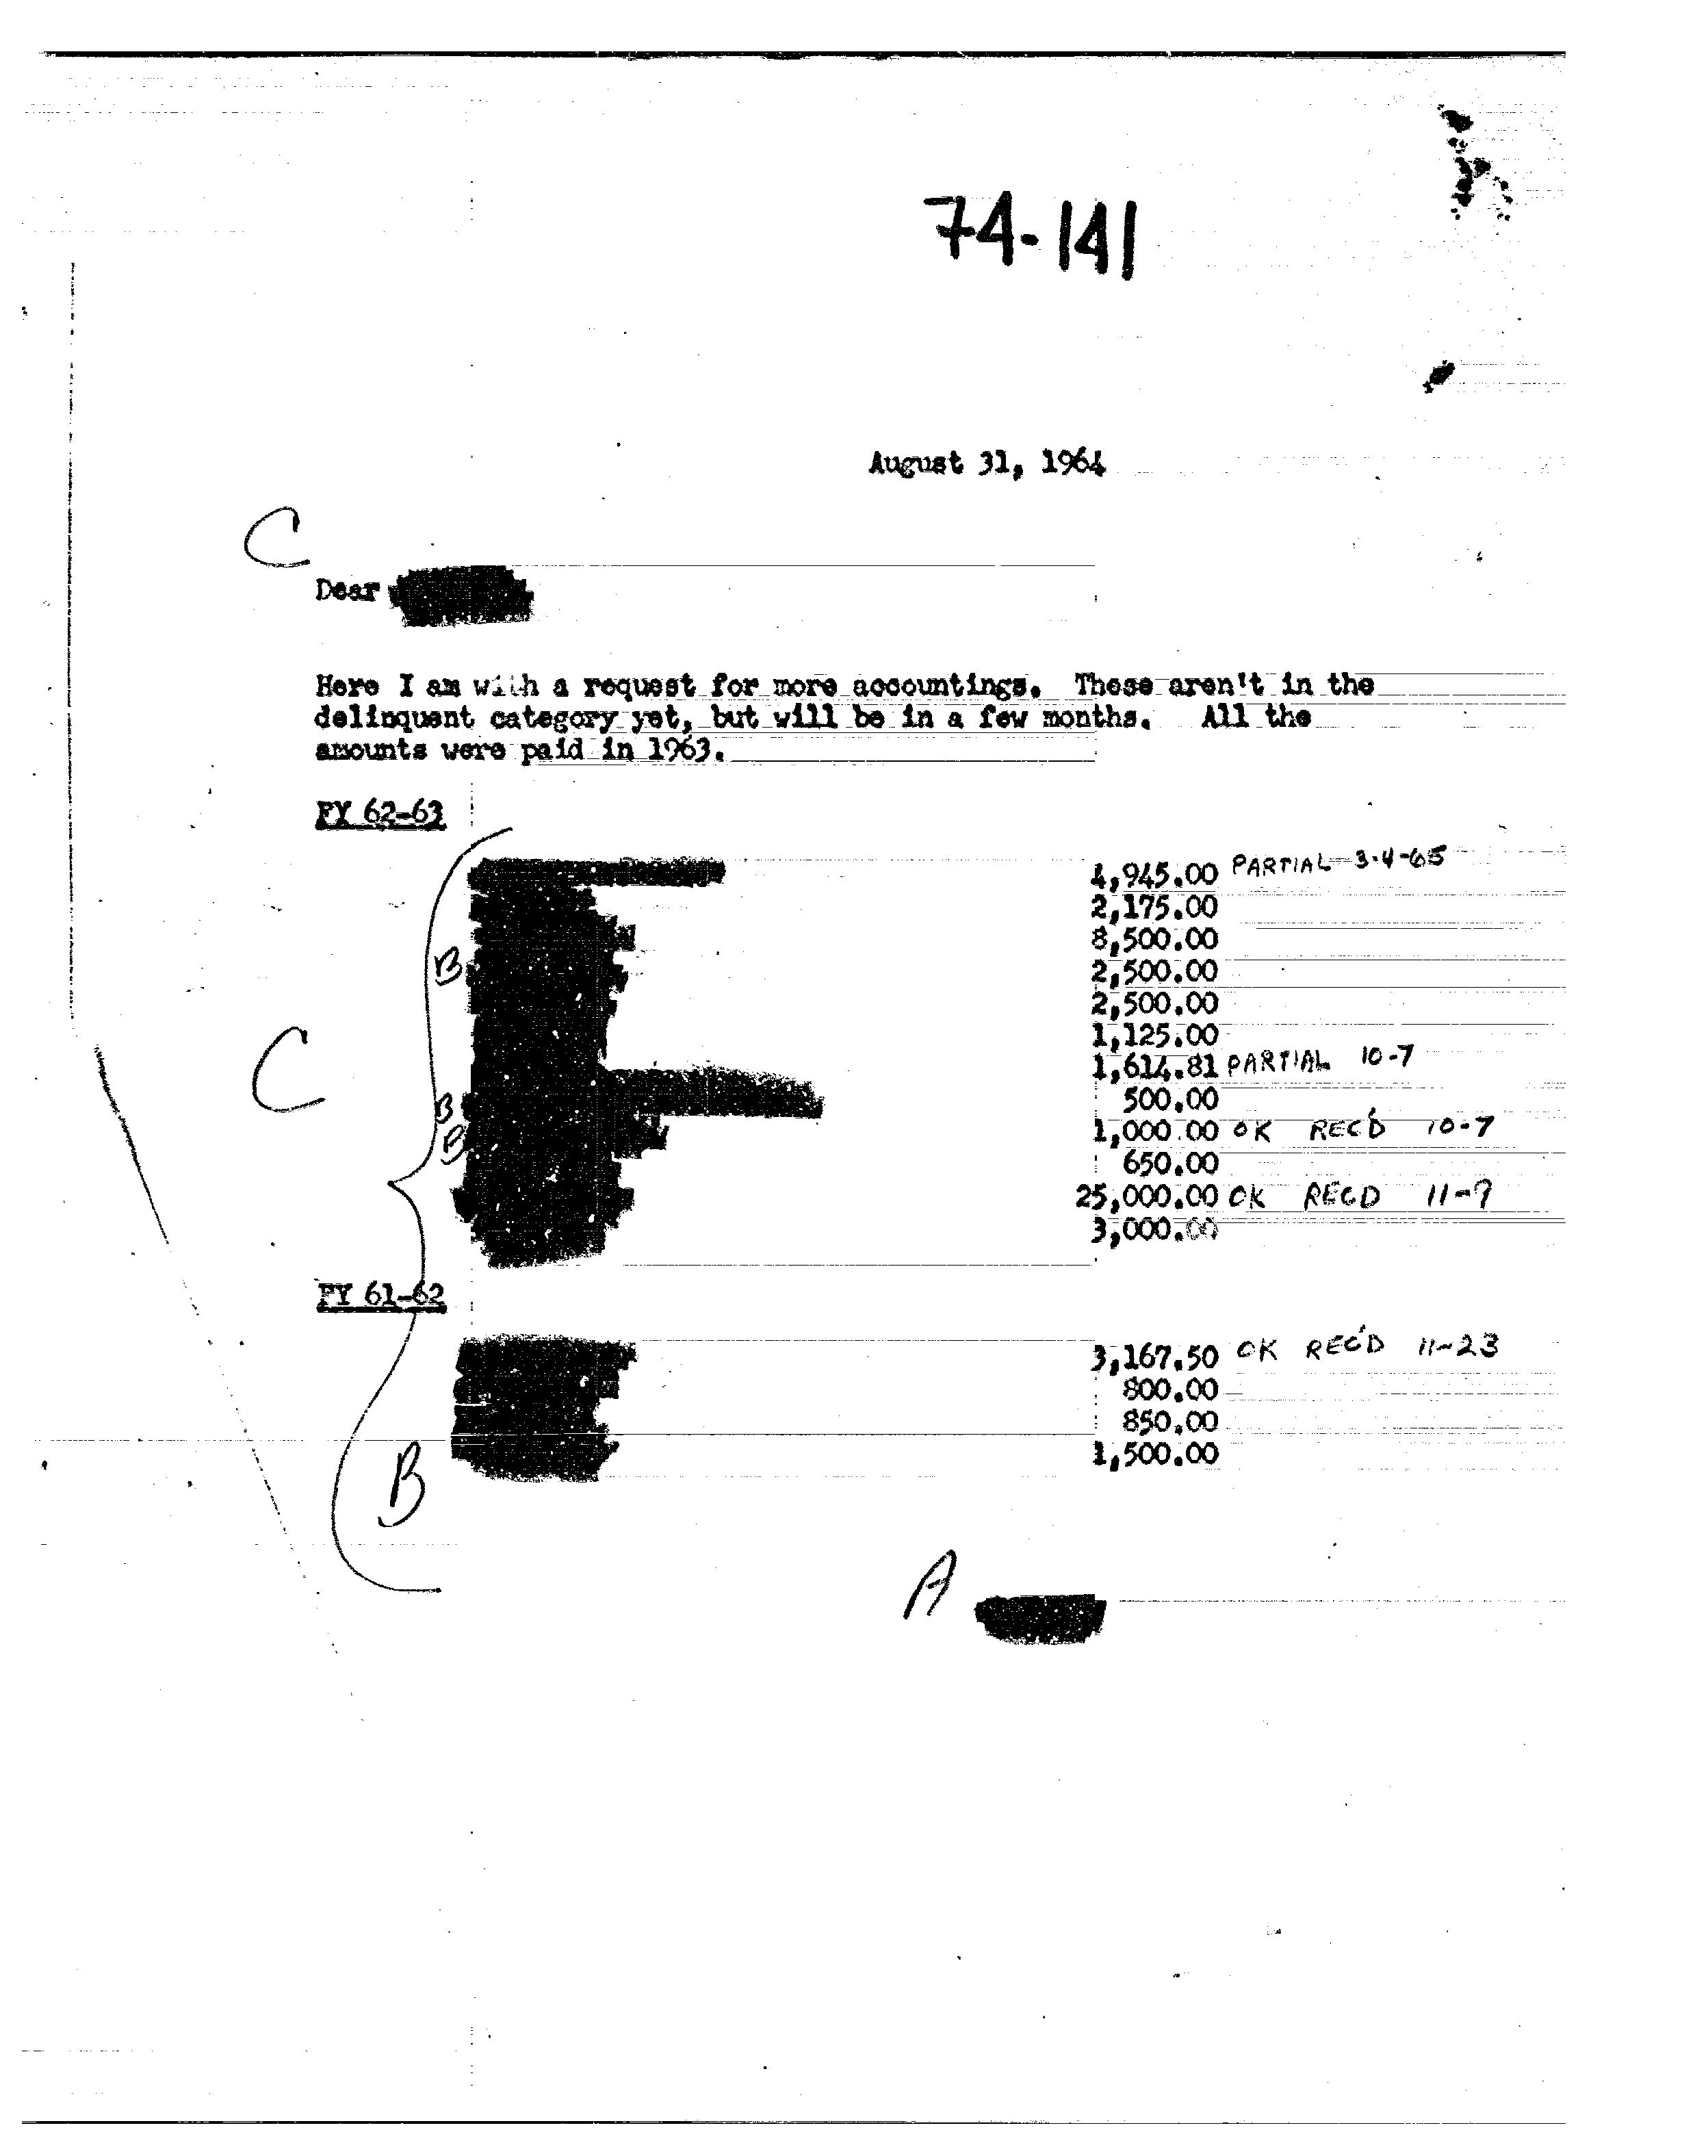 74-141
August 31, 1964
C
Dear
Here I am with a request for more accountings. These aren't in the
delinquent category yet, but will be in a few months. All the
amounts were paid in 1963.
FY 62-63
4,945.00 PARTIAL 3-4-65
2,175.00
8,500.00
B 2,500.00
2,500.00
1,125.00
C 1,614.81 PARTIAL 10-7
B 500.00
B 1,000.00 OK REC'D 10-7
650.00
25,000.00 OK RECD 11-9
3,000.00
FY 61-62
3,167.50 OK REC'D 11-23
800.00
850.00
1,500.00
B
A